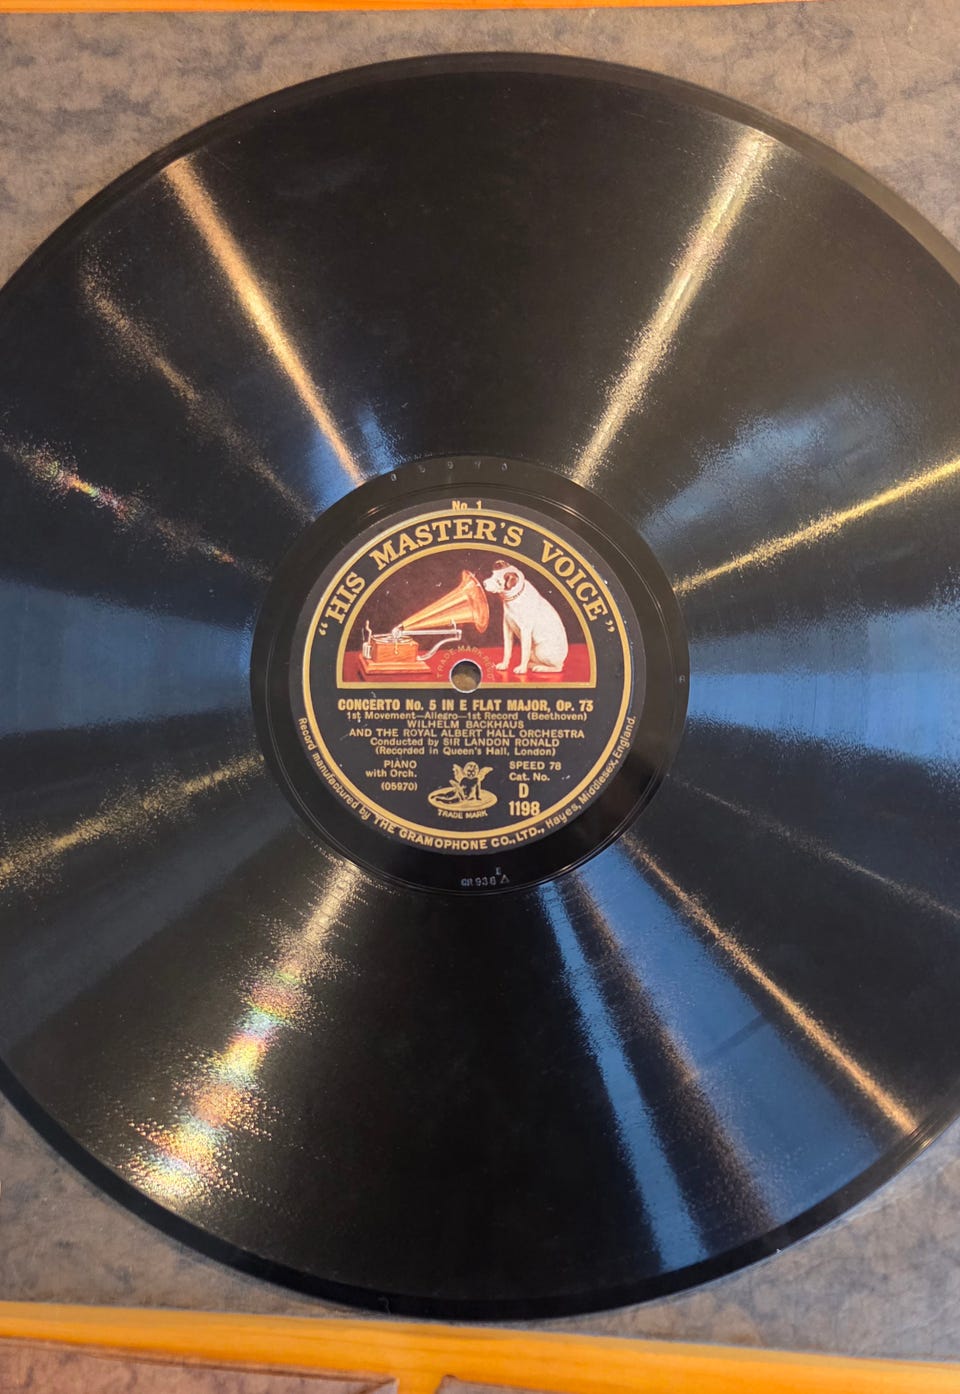 05970
No. 1
"HIS MASTER'S VOICE"
TRADE MARK
CONCERTO No. 5 IN E FLAT MAJOR, Op. 73
1st Movement—Allegro—1st Record (Beethoven)
WILHELM BACKHAUS
AND THE ROYAL ALBERT HALL ORCHESTRA
Conducted by SIR LANDON RONALD
(Recorded in Queen's Hall, London)
PIANO
with Orch.
(05970)
SPEED 78
Cat. No.
D
1198
TRADE MARK
Record manufactured by THE GRAMOPHONE CO., LTD., Hayes, Middlesex, England.